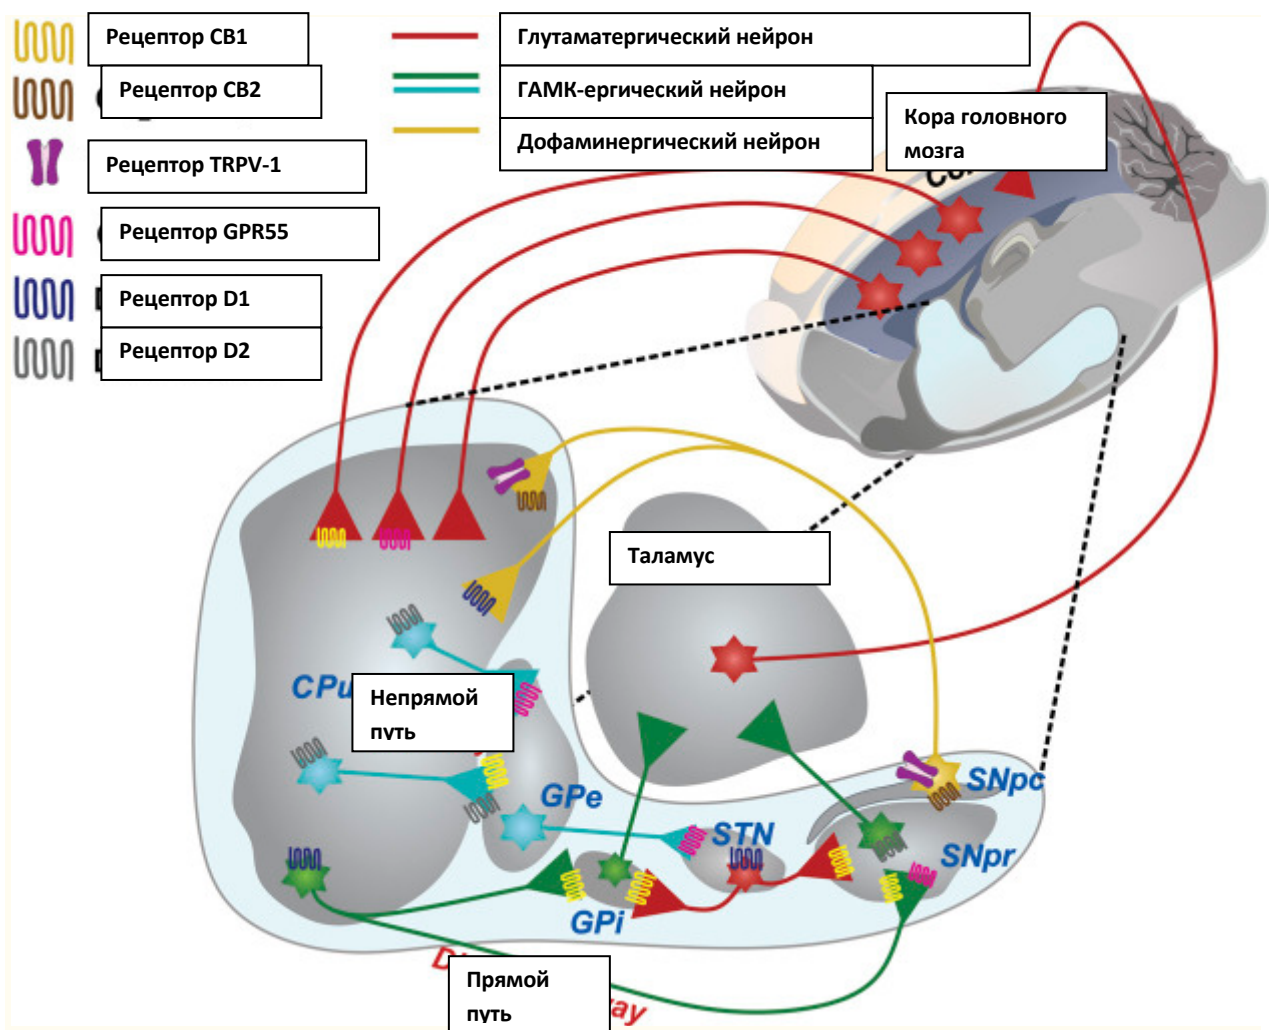 Рецептор CB1
Глутаматергический нейрон
Рецептор CB2
ГАМК-ергический нейрон
Дофаминергический нейрон
Кора головного
мозга
Рецептор TRPV-1
Рецептор GPR55
Рецептор D1
Рецептор D2
Таламус
CPu
Непрямой
путь
GPe
STN
SNpc
SNpr
GPi
Прямой
путь